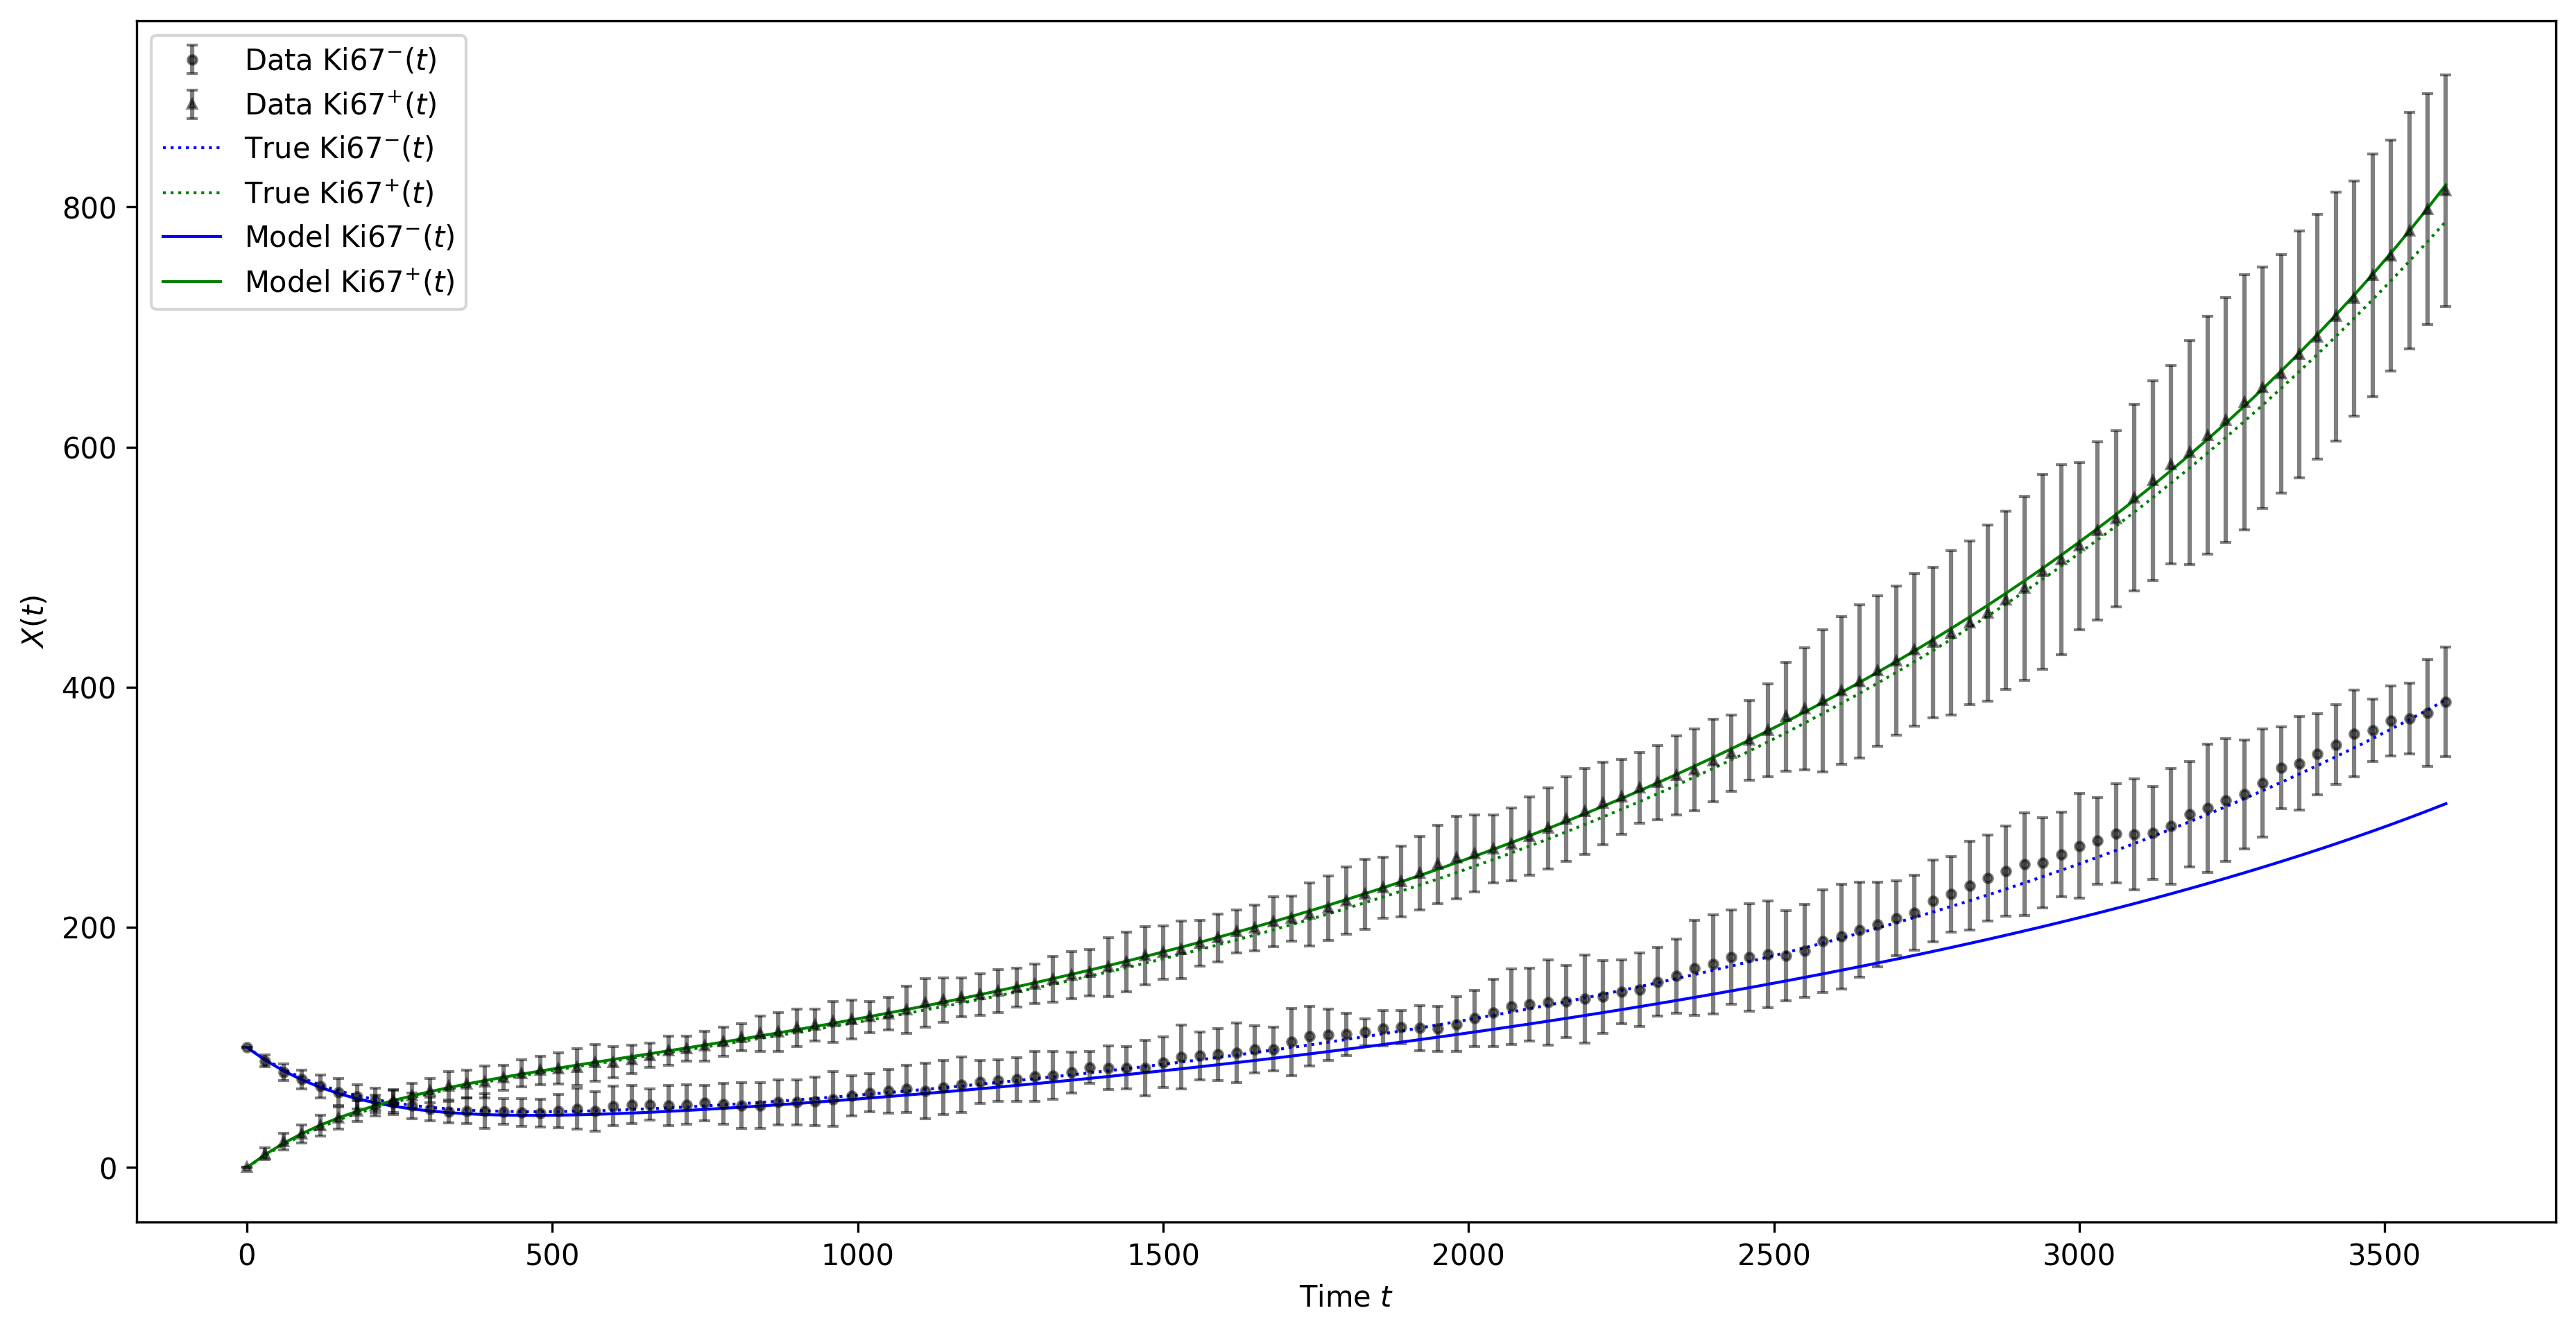 Data Ki67⁻(t)
Data Ki67⁺(t)
True Ki67⁻(t)
True Ki67⁺(t)
Model Ki67⁻(t)
Model Ki67⁺(t)
X(t)
800
600
400
200
0
0 500 1000 1500 2000 2500 3000 3500
Time t